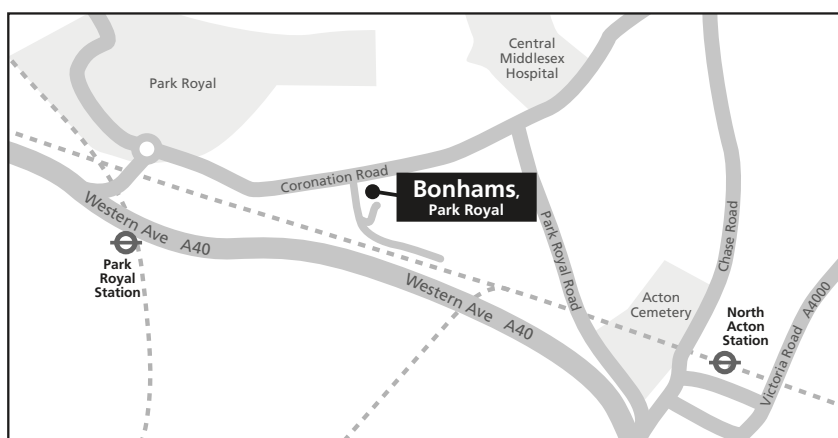 Central
Middlesex
Hospital
Park Royal
Coronation Road
Bonhams,
Park Royal
Western Ave A40
Park
Royal
Station
Park Royal Road
Chase Road
Western Ave A40
Acton
Cemetery
North
Acton
Station
Victoria Road A4000